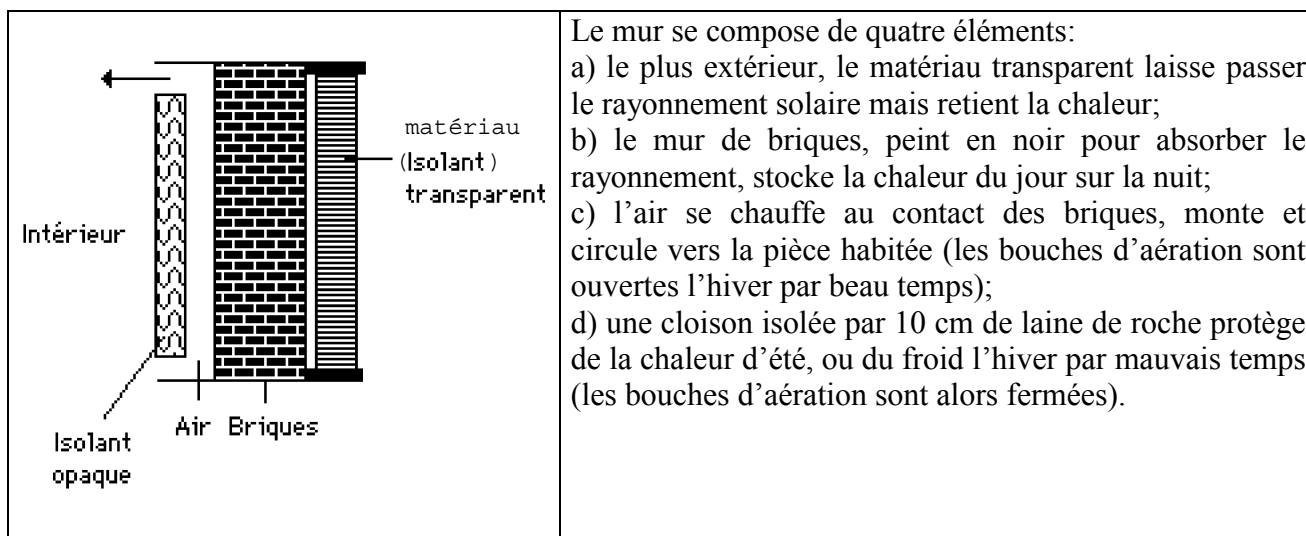 matériau
(Isolant)
transparent
Intérieur
Air Briques
Isolant
opaque
Le mur se compose de quatre éléments:
a) le plus extérieur, le matériau transparent laisse passer
le rayonnement solaire mais retient la chaleur;
b) le mur de briques, peint en noir pour absorber le
rayonnement, stocke la chaleur du jour sur la nuit;
c) l’air se chauffe au contact des briques, monte et
circule vers la pièce habitée (les bouches d’aération sont
ouvertes l’hiver par beau temps);
d) une cloison isolée par 10 cm de laine de roche protège
de la chaleur d’été, ou du froid l’hiver par mauvais temps
(les bouches d’aération sont alors fermées).